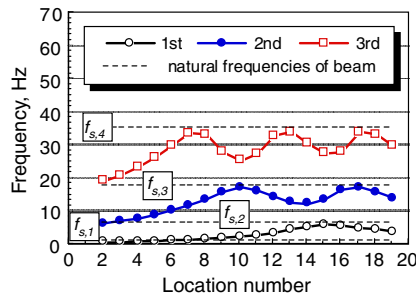 70
60
50
40
30
20
10
0
Frequency, Hz
1st 2nd 3rd
natural frequencies of beam
fs,4
fs,3
fs,2
fs,1
0 2 4 6 8 10 12 14 16 18 20
Location number